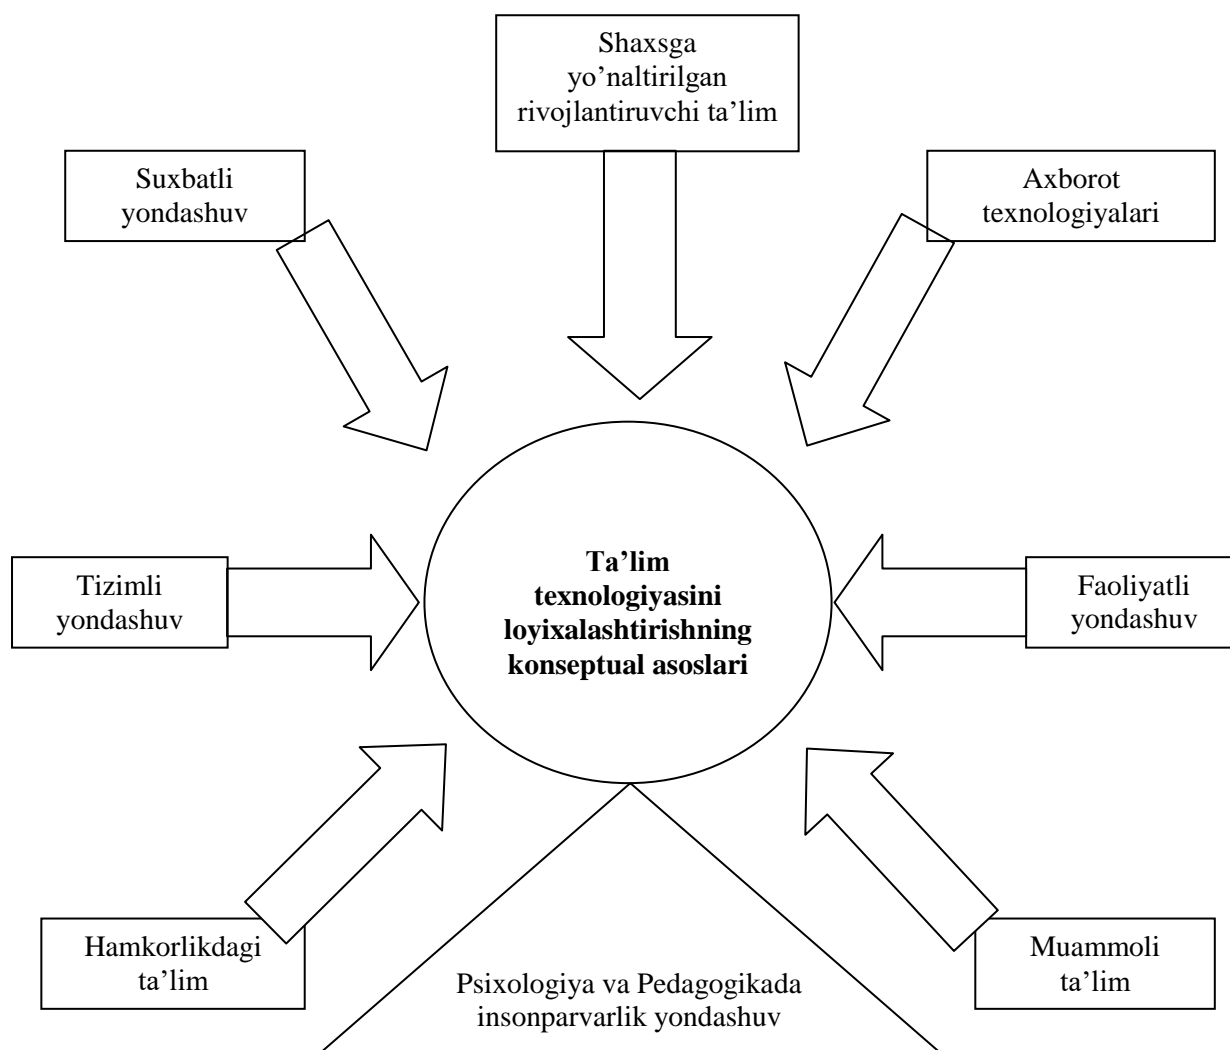 Shaxsga
yo’naltirilgan
rivojlantiruvchi ta’lim
Suxbatli
yondashuv
Axborot
texnologiyalari
Tizimli
yondashuv
Ta’lim
texnologiyasini
loyixalashtirishning
konseptual asoslari
Faoliyatli
yondashuv
Hamkorlikdagi
ta’lim
Psixologiya va Pedagogikada
insonparvarlik yondashuv
Muammoli
ta’lim